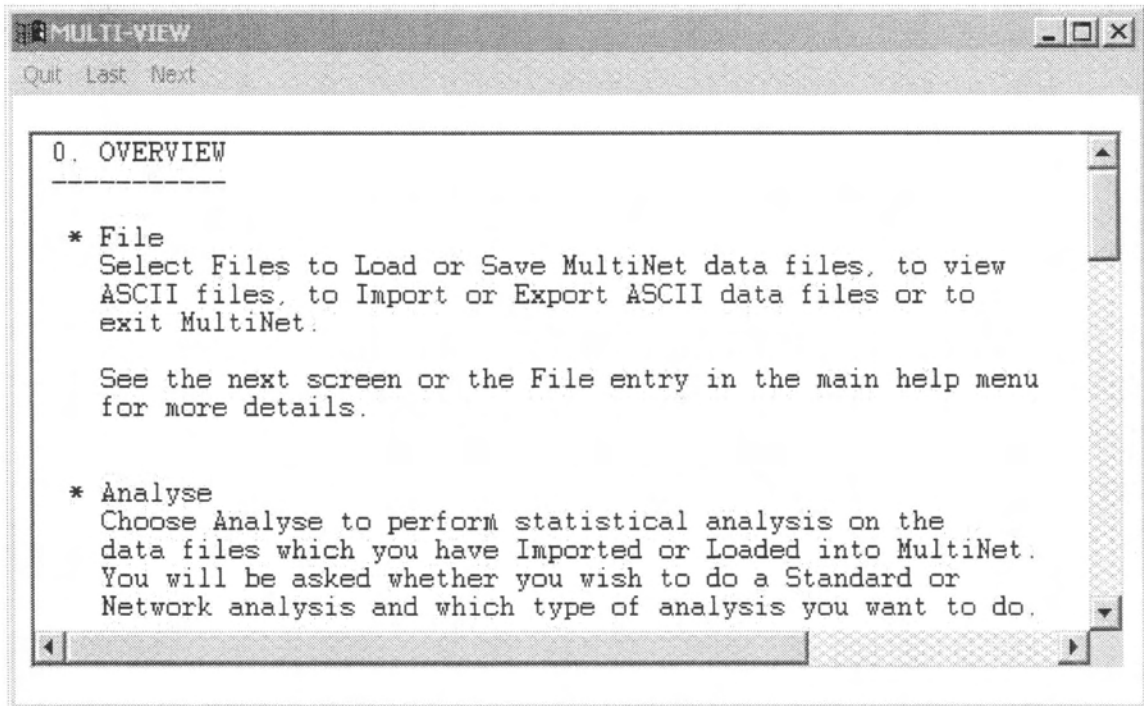 MULTI-VIEW
Quit Last Next
0. OVERVIEW
-----------
* File
Select Files to Load or Save MultiNet data files, to view
ASCII files, to Import or Export ASCII data files or to
exit MultiNet.
See the next screen or the File entry in the main help menu
for more details.
* Analyse
Choose Analyse to perform statistical analysis on the
data files which you have Imported or Loaded into MultiNet.
You will be asked whether you wish to do a Standard or
Network analysis and which type of analysis you want to do.